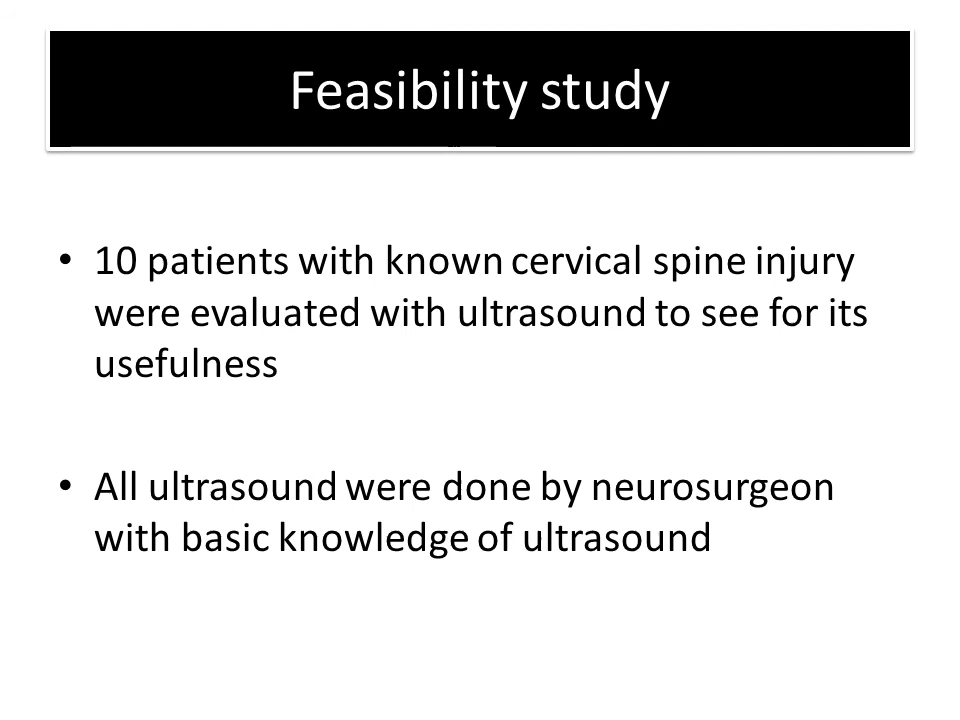 Feasibility study
• 10 patients with known cervical spine injury
were evaluated with ultrasound to see for its
usefulness
• All ultrasound were done by neurosurgeon
with basic knowledge of ultrasound